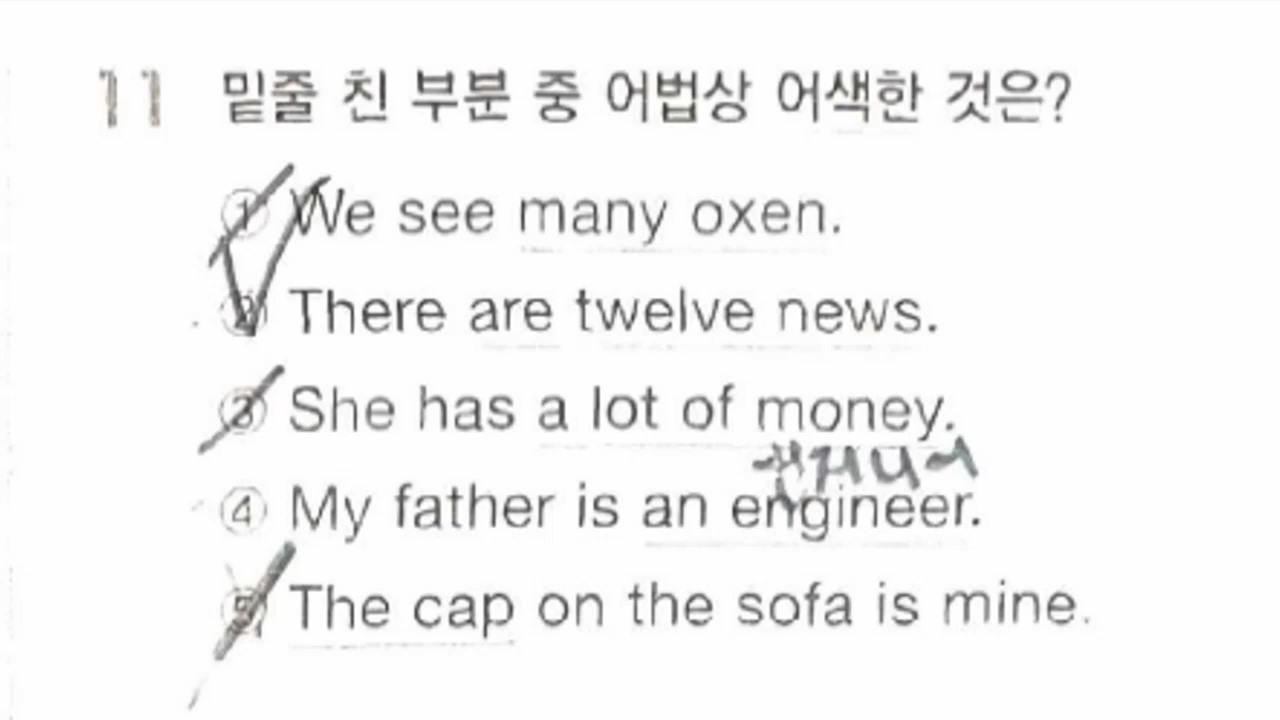 11 밑줄 친 부분 중 어법상 어색한 것은?
① We see many oxen.
② There are twelve news.
③ She has a lot of money.
엔지니어
④ My father is an engineer.
⑤ The cap on the sofa is mine.